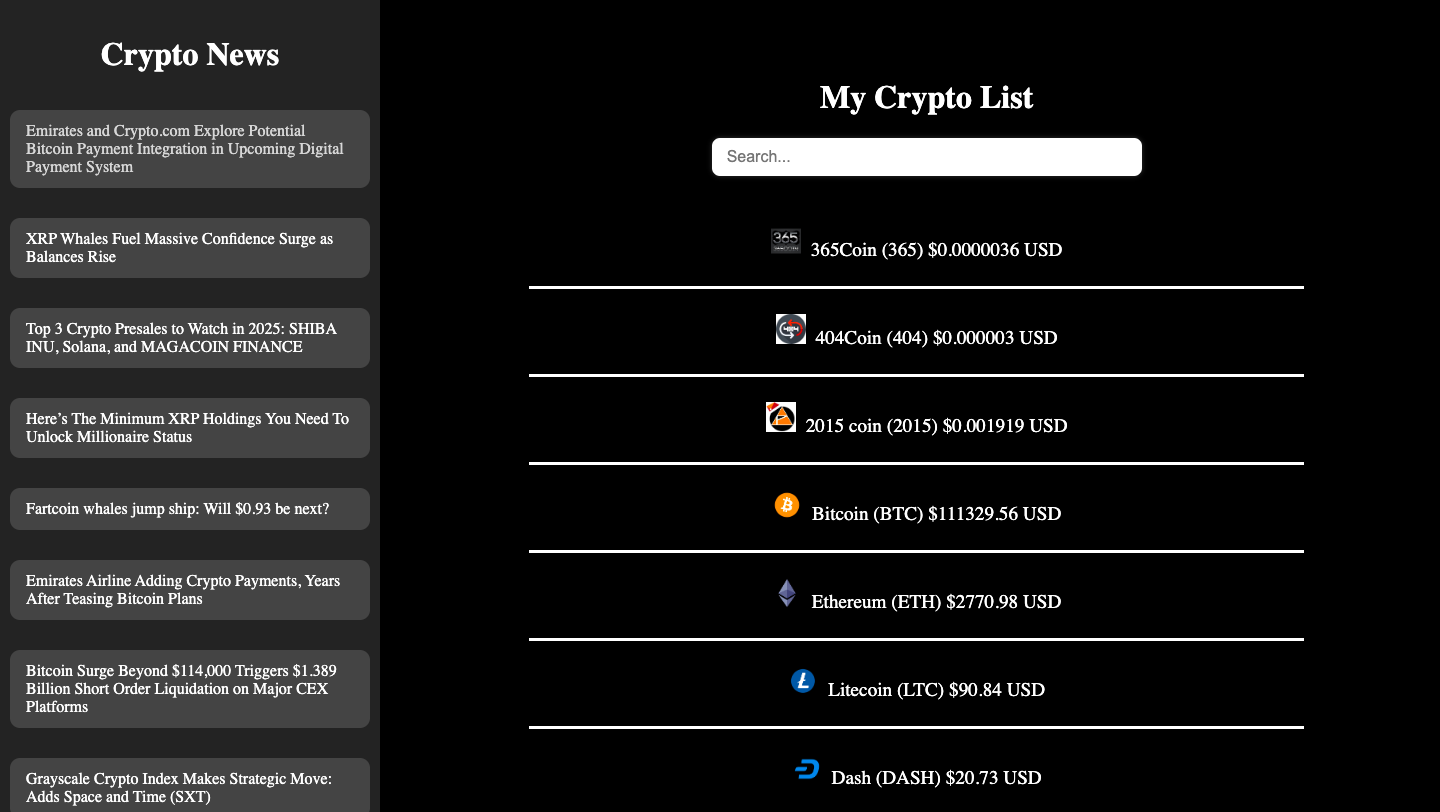 Crypto News
Emirates and Crypto.com Explore Potential
Bitcoin Payment Integration in Upcoming Digital
Payment System
XRP Whales Fuel Massive Confidence Surge as
Balances Rise
Top 3 Crypto Presales to Watch in 2025: SHIBA
INU, Solana, and MAGACOIN FINANCE
Here’s The Minimum XRP Holdings You Need To
Unlock Millionaire Status
Fartcoin whales jump ship: Will $0.93 be next?
Emirates Airline Adding Crypto Payments, Years
After Teasing Bitcoin Plans
Bitcoin Surge Beyond $114,000 Triggers $1.389
Billion Short Order Liquidation on Major CEX
Platforms
Grayscale Crypto Index Makes Strategic Move:
Adds Space and Time (SXT)
My Crypto List
Search...
365
365Coin (365) $0.0000036 USD
404
404Coin (404) $0.000003 USD
2015 coin (2015) $0.001919 USD
Bitcoin (BTC) $111329.56 USD
Ethereum (ETH) $2770.98 USD
Litecoin (LTC) $90.84 USD
Dash (DASH) $20.73 USD